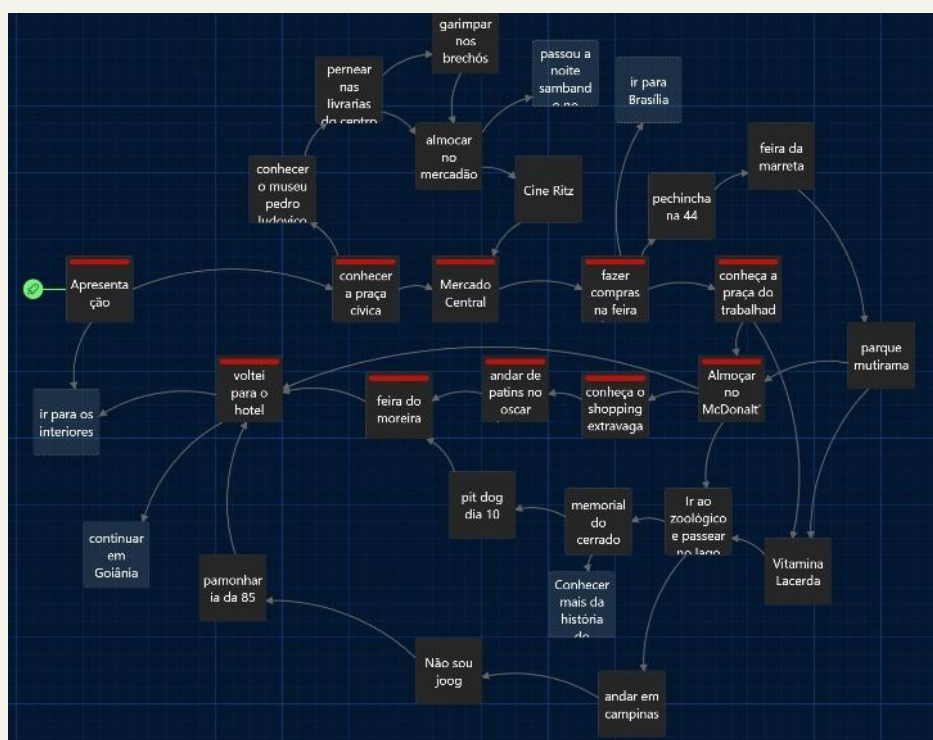 garimpar
nos
brechós
passou a
noite
samband
pernear
nas
livrarias
do centro
ir para
Brasília
almocar
no
mercadão
feira da
marreta
conhecer
o museu
pedro
ludovico
Cine Ritz
pechincha
na 44
Apresenta
ção
conhecer
a praça
cívica
Mercado
Central
fazer
compras
na feira
conheça a
praça do
trabalhad
parque
mutirama
voltei
para o
hotel
feira do
moreira
andar de
patins no
oscar
conheça o
shopping
extravaga
Almoçar
no
McDonalt'
ir para os
interiores
pit dog
dia 10
memorial
do
cerrado
Ir ao
zoológico
e passear
no lago
continuar
em
Goiânia
pamonhar
ia da 85
Conhecer
mais da
história
do
Vitamina
Lacerda
Não sou
joog
andar em
campinas